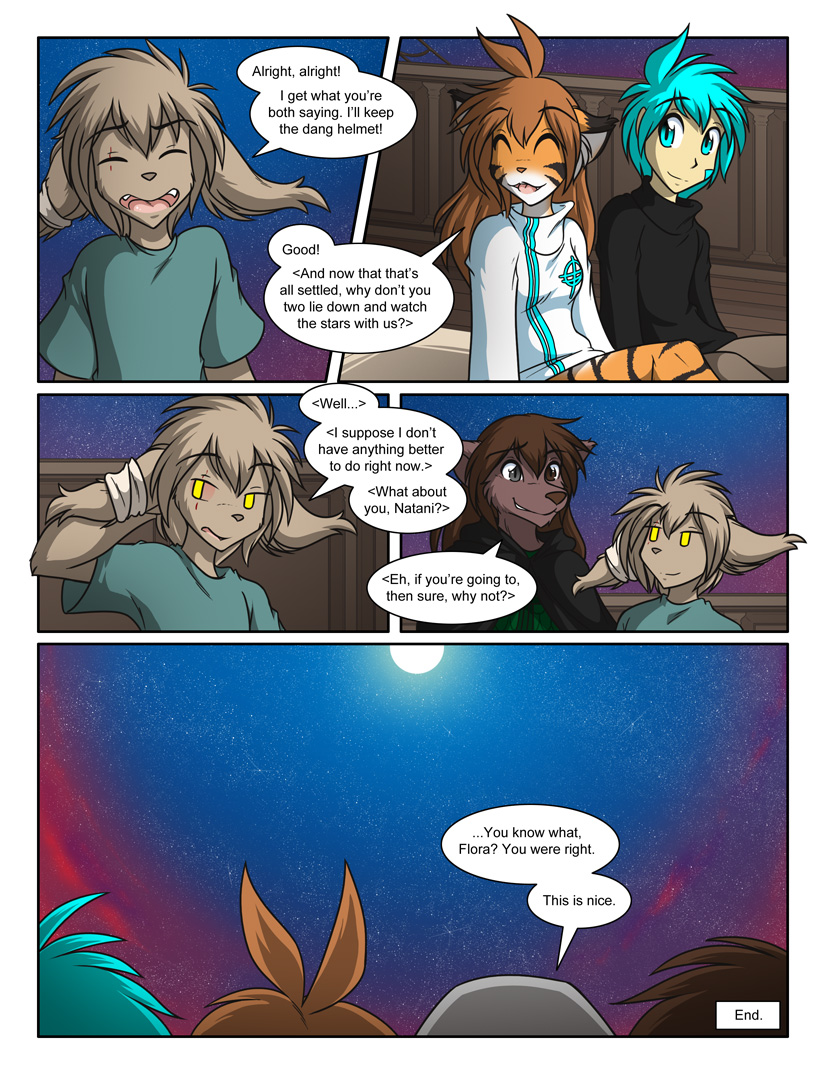 Alright, alright!
I get what you're
both saying. I'll keep
the dang helmet!
Good!
<And now that that's
all settled, why don't you
two lie down and watch
the stars with us?>
<Well...>
<I suppose I don't
have anything better
to do right now.>
<What about
you, Natani?>
<Eh, if you're going to,
then sure, why not?>
...You know what,
Flora? You were right.
This is nice.
End.